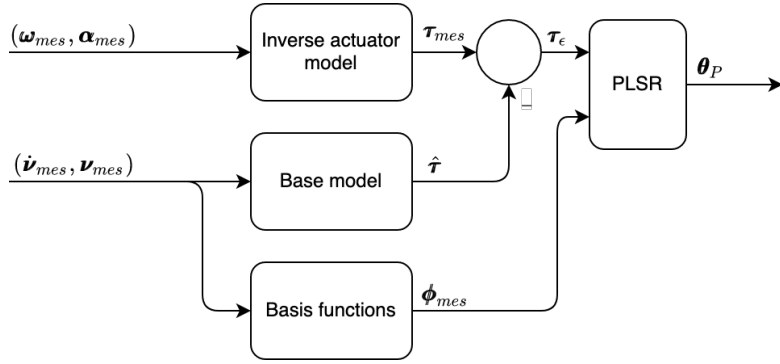 (ω_mes, α_mes)
Inverse actuator
model
τ_mes
τ_ε
PLSR
θ_P
−
(ν̇_mes, ν_mes)
Base model
τ̂
Basis functions
ϕ_mes